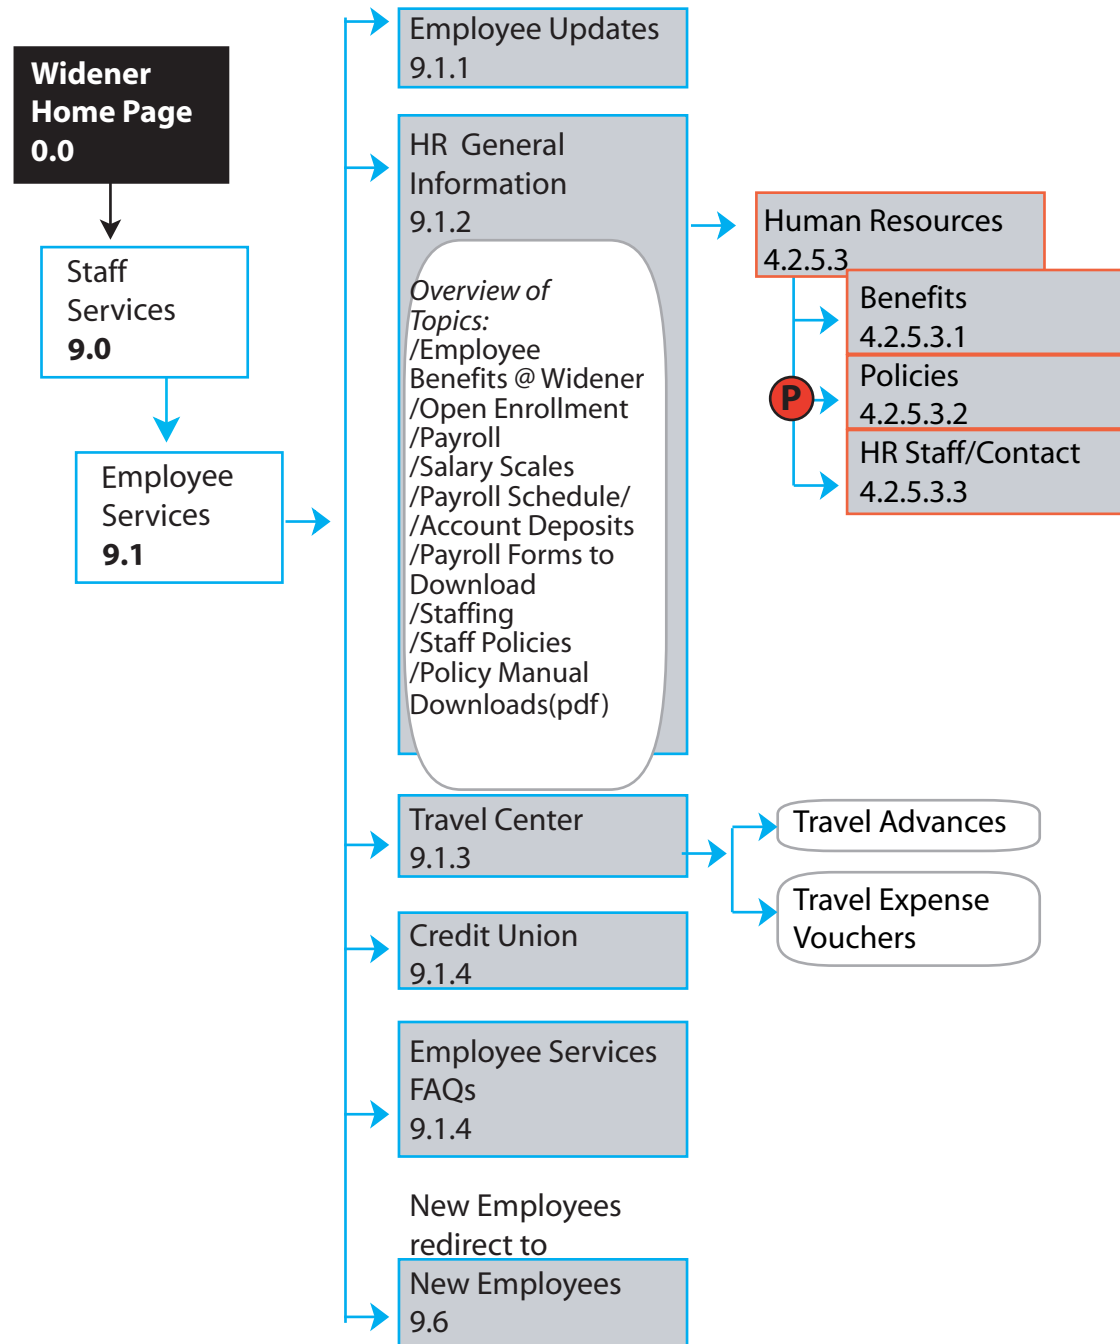 Widener
Home Page
0.0
Staff
Services
9.0
Employee
Services
9.1
Employee Updates
9.1.1
HR  General
Information
9.1.2
Overview of
Topics:
/Employee
Benefits @ Widener
/Open Enrollment
/Payroll
/Salary Scales
/Payroll Schedule/
/Account Deposits
/Payroll Forms to
Download
/Staffing
/Staff Policies
/Policy Manual
Downloads(pdf)
Human Resources
4.2.5.3
Benefits
4.2.5.3.1
P
Policies
4.2.5.3.2
HR Staff/Contact
4.2.5.3.3
Travel Center
9.1.3
Travel Advances
Travel Expense
Vouchers
Credit Union
9.1.4
Employee Services
FAQs
9.1.4
New Employees
redirect to
New Employees
9.6